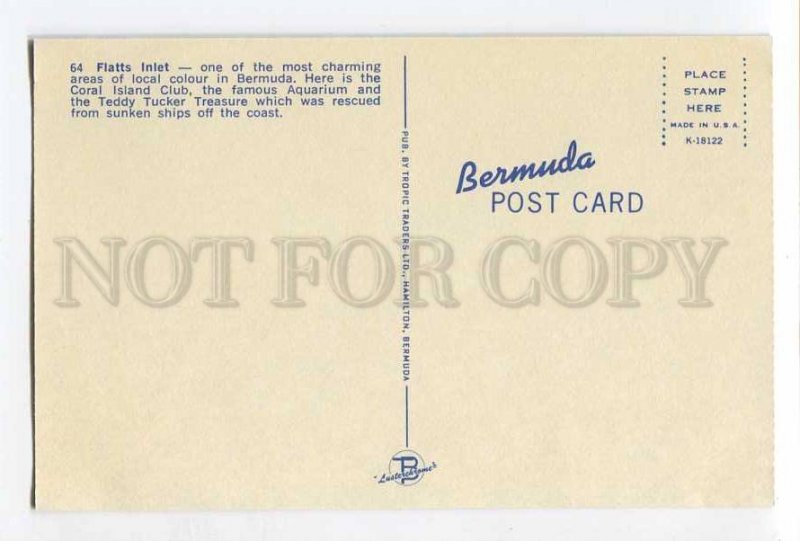 64 Flatts Inlet — one of the most charming
areas of local colour in Bermuda. Here is the
Coral Island Club, the famous Aquarium and
the Teddy Tucker Treasure which was rescued
from sunken ships off the coast.
PUB. BY TROPIC TRADERS LTD., HAMILTON, BERMUDA
PLACE
STAMP
HERE
MADE IN U.S.A.
K-18122
Bermuda
POST CARD
NOT FOR COPY
"Lusterchrome"